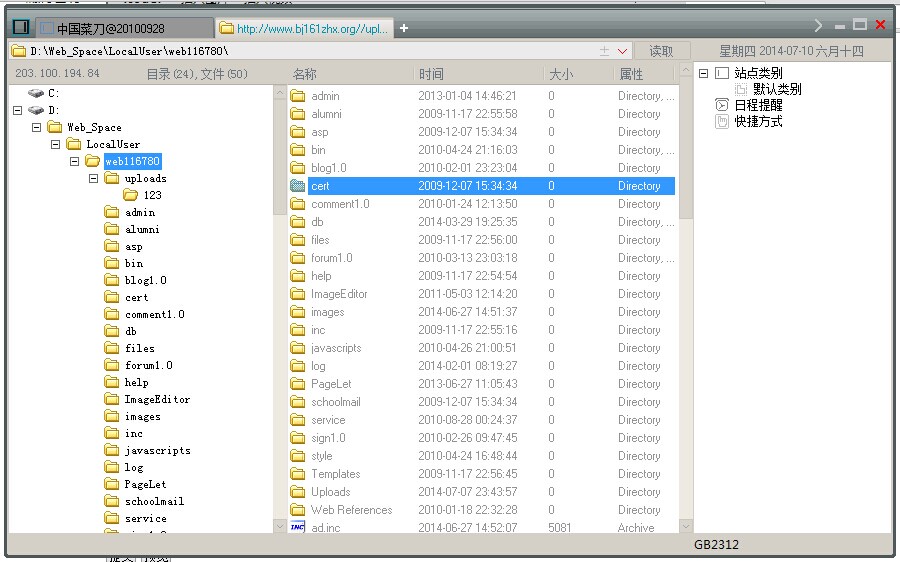 中国菜刀@20100928
http://www.bj161zhx.org//upl...
D:\Web_Space\LocalUser\web116780\
读取
星期四 2014-07-10 六月十四
203.100.194.84
目录(24),文件(50)
名称 时间 大小 属性
C:
D:
Web_Space
LocalUser
web116780
uploads
123
admin
alumni
asp
bin
blog1.0
cert
comment1.0
db
files
forum1.0
help
ImageEditor
images
inc
javascripts
log
PageLet
schoolmail
service
admin 2013-01-04 14:46:21 0 Directory, ...
alumni 2009-11-17 22:55:58 0 Directory, ...
asp 2009-12-07 15:34:34 0 Directory
bin 2010-04-24 21:16:03 0 Directory, ...
blog1.0 2010-02-01 23:23:04 0 Directory, ...
cert 2009-12-07 15:34:34 0 Directory
comment1.0 2010-01-24 12:13:50 0 Directory
db 2014-03-29 19:25:35 0 Directory, ...
files 2009-11-17 22:56:00 0 Directory
forum1.0 2010-03-13 23:03:18 0 Directory, ...
help 2009-11-17 22:54:54 0 Directory
ImageEditor 2011-05-03 12:14:20 0 Directory
images 2014-06-27 14:51:37 0 Directory
inc 2009-11-17 22:55:16 0 Directory
javascripts 2010-04-26 21:00:51 0 Directory
log 2014-02-01 08:19:27 0 Directory
PageLet 2013-06-27 11:05:43 0 Directory
schoolmail 2009-12-07 15:34:34 0 Directory
service 2010-08-28 00:24:37 0 Directory
sign1.0 2010-02-26 09:47:45 0 Directory
style 2010-04-24 16:48:44 0 Directory
Templates 2009-11-17 22:56:45 0 Directory
Uploads 2014-07-07 23:43:57 0 Directory
Web References 2010-01-18 22:32:28 0 Directory
ad.inc 2014-06-27 14:52:07 5081 Archive
站点类别
默认类别
日程提醒
快捷方式
GB2312